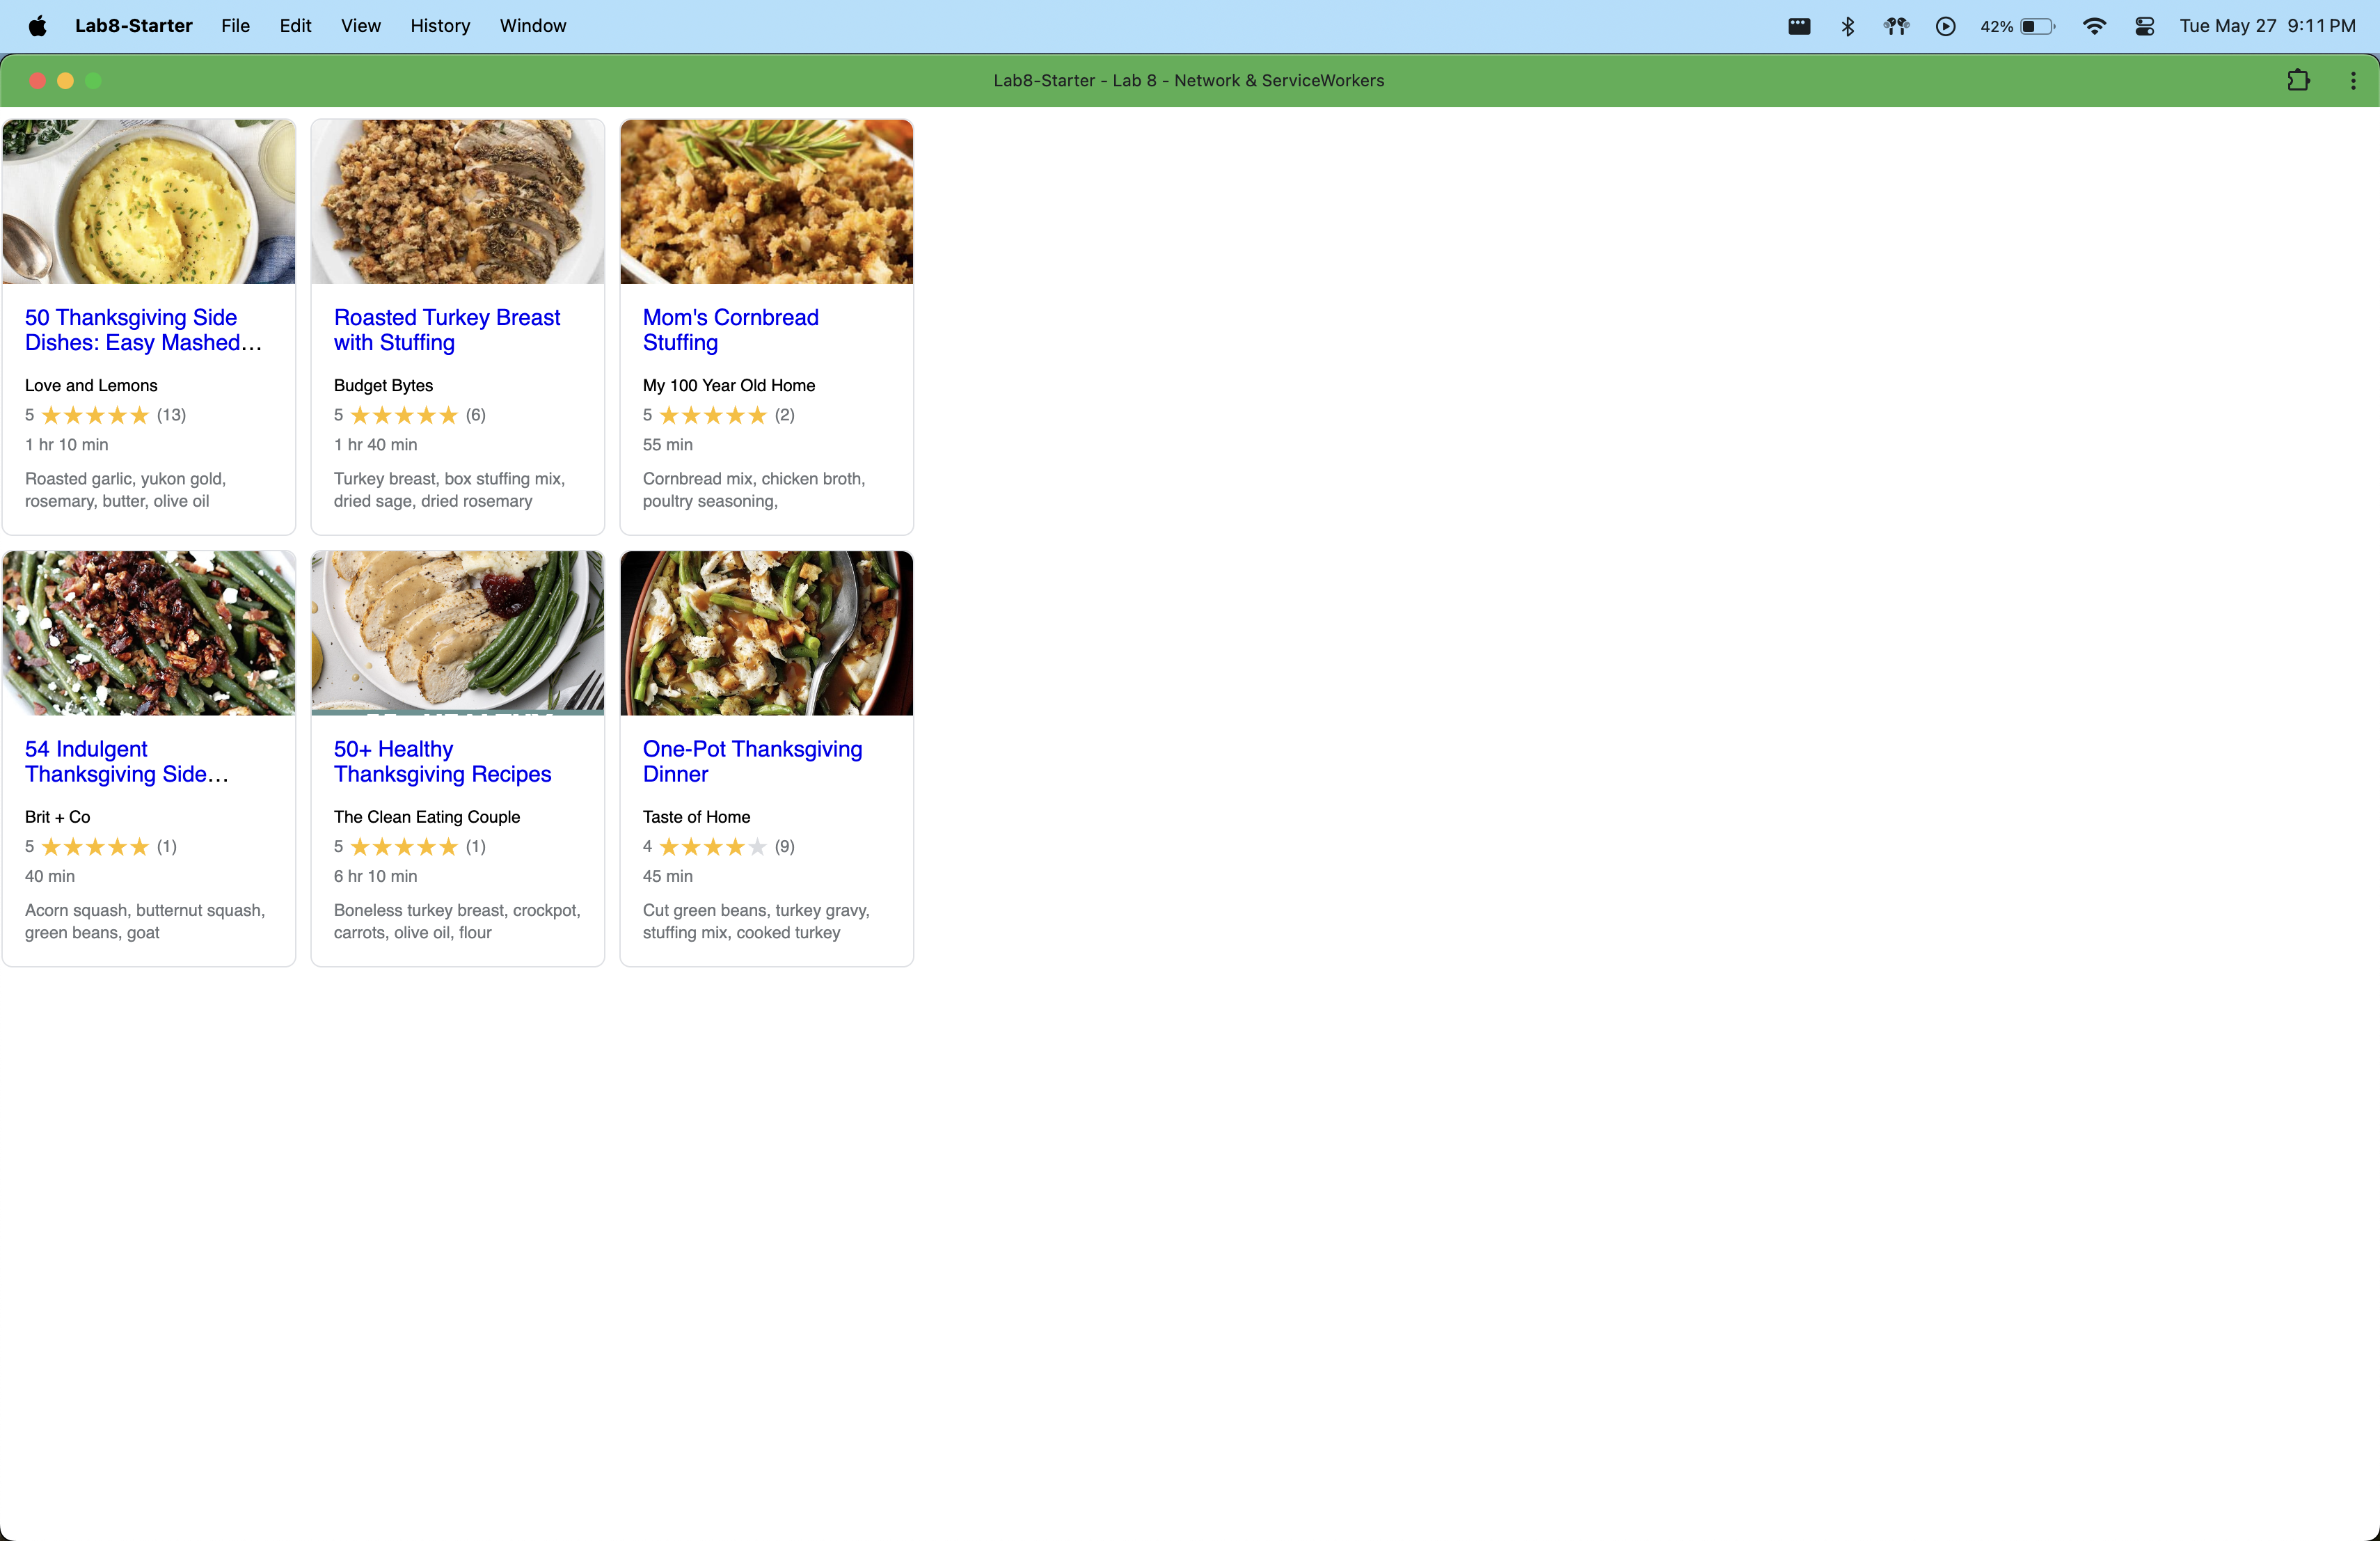 Lab8-Starter File Edit View History Window 42% Tue May 27 9:11 PM
Lab8-Starter - Lab 8 - Network & ServiceWorkers
50 Thanksgiving Side
Dishes: Easy Mashed…
Love and Lemons
5 ★★★★★ (13)
1 hr 10 min
Roasted garlic, yukon gold,
rosemary, butter, olive oil
Roasted Turkey Breast
with Stuffing
Budget Bytes
5 ★★★★★ (6)
1 hr 40 min
Turkey breast, box stuffing mix,
dried sage, dried rosemary
Mom's Cornbread
Stuffing
My 100 Year Old Home
5 ★★★★★ (2)
55 min
Cornbread mix, chicken broth,
poultry seasoning,
54 Indulgent
Thanksgiving Side…
Brit + Co
5 ★★★★★ (1)
40 min
Acorn squash, butternut squash,
green beans, goat
50+ Healthy
Thanksgiving Recipes
The Clean Eating Couple
5 ★★★★★ (1)
6 hr 10 min
Boneless turkey breast, crockpot,
carrots, olive oil, flour
One-Pot Thanksgiving
Dinner
Taste of Home
4 ★★★★★ (9)
45 min
Cut green beans, turkey gravy,
stuffing mix, cooked turkey